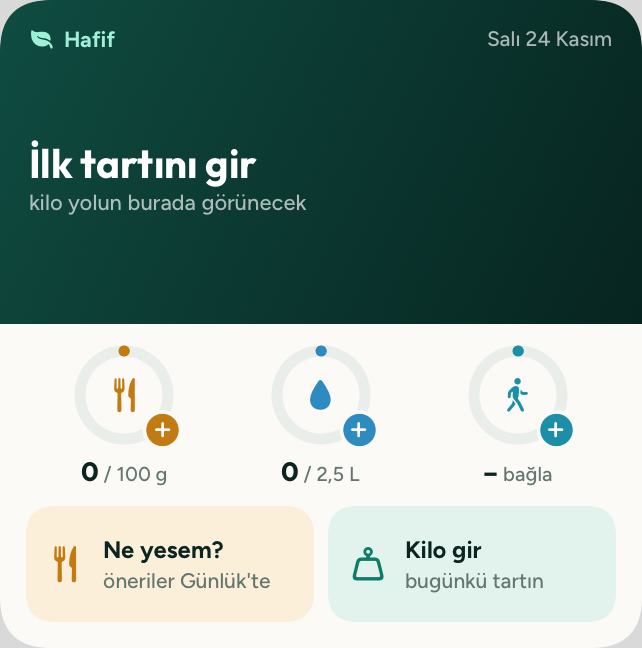 Hafif
Salı 24 Kasım
İlk tartını gir
kilo yolun burada görünecek
0 / 100 g
0 / 2,5 L
– bağla
Ne yesem?
öneriler Günlük'te
Kilo gir
bugünkü tartın